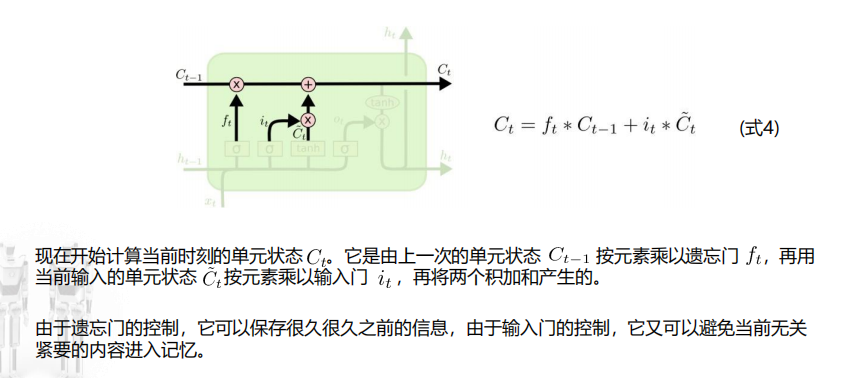 h_t
C_{t-1}
C_t
x
+
tanh
f_t
i_t
x
o_t
x
C̃_t
h_{t-1}
σ
σ
tanh
σ
h_t
x_t
C_t = f_t * C_{t-1} + i_t * C̃_t (式4)
现在开始计算当前时刻的单元状态 C_t。它是由上一次的单元状态 C_{t-1} 按元素乘以遗忘门 f_t，再用
当前输入的单元状态 C̃_t 按元素乘以输入门 i_t，再将两个积加和产生的。
由于遗忘门的控制，它可以保存很久很久之前的信息，由于输入门的控制，它又可以避免当前无关
紧要的内容进入记忆。